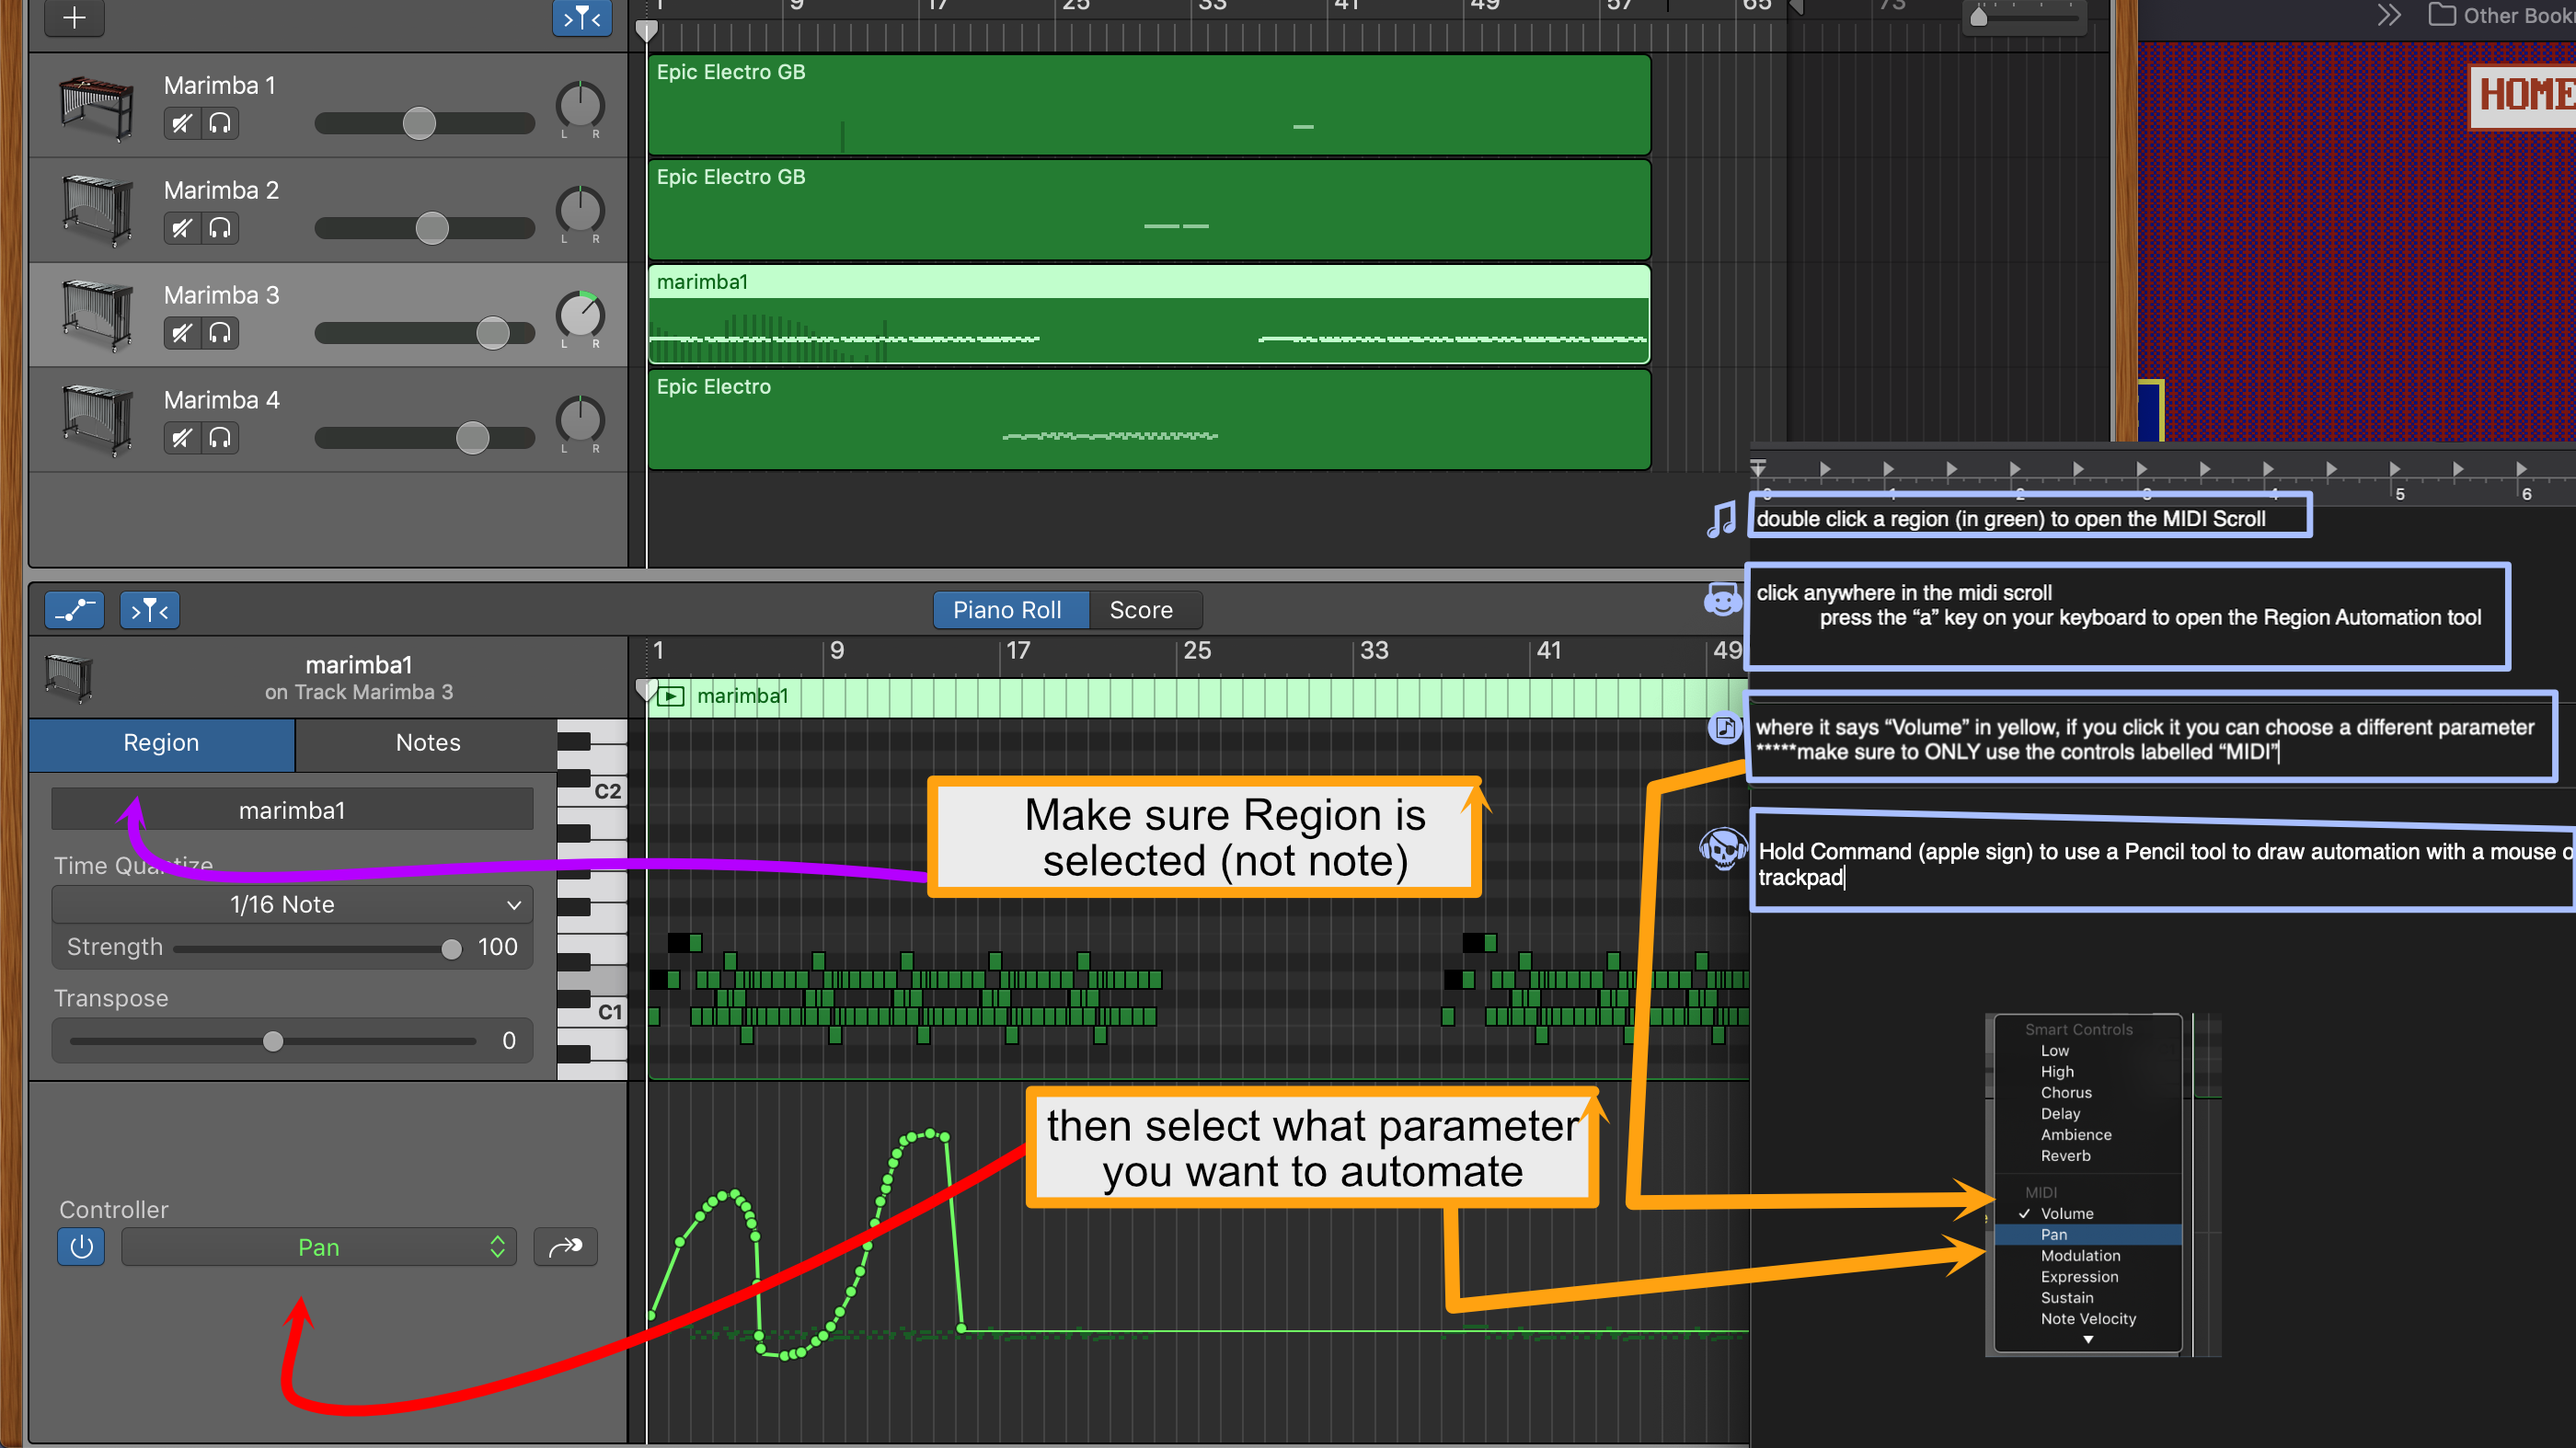 1 9 17 25 33 41 49 57 65 73
Other Book
HOME
Marimba 1
L R
Epic Electro GB
Marimba 2
L R
Epic Electro GB
Marimba 3
L R
marimba1
Marimba 4
L R
Epic Electro
1 2 3 4 5 6
double click a region (in green) to open the MIDI Scroll
click anywhere in the midi scroll
press the “a” key on your keyboard to open the Region Automation tool
where it says “Volume” in yellow, if you click it you can choose a different parameter
*****make sure to ONLY use the controls labelled “MIDI”
Hold Command (apple sign) to use a Pencil tool to draw automation with a mouse o
trackpad
Piano Roll Score
marimba1
on Track Marimba 3
1 9 17 25 33 41 49
marimba1
Region Notes
marimba1
Time Quantize
1/16 Note
Strength 100
Transpose
0
C2
C1
Make sure Region is
selected (not note)
then select what parameter
you want to automate
Controller
Pan
Smart Controls
Low
High
Chorus
Delay
Ambience
Reverb
MIDI
✓ Volume
Pan
Modulation
Expression
Sustain
Note Velocity